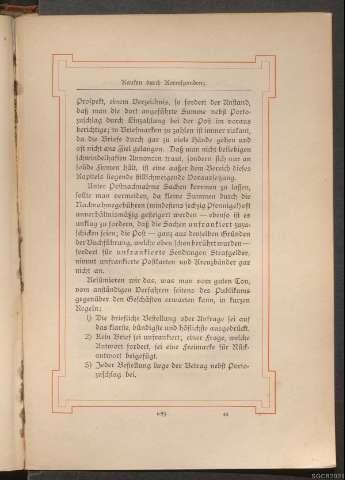 Kaufen durch Korrespondenz.
Prospekt, einem Verzeichnis, so fordert der Anstand,
daß man die dort angeführte Summe nebst Porto-
zuschlag durch Einzahlung bei der Post im voraus
berichtige; in Briefmarken zu zahlen ist immer riskant,
da die Briefe durch gar zu viele Hände gehen und
oft nicht ans Ziel gelangen. Daß man nicht beliebigen
schwindelhaften Annoncen traut, sondern sich nur an
solide Firmen hält, ist eine außer dem Bereich dieses
Kapitels liegende stillschweigende Voraussetzung.
Unter Postnachnahme Sachen kommen zu lassen,
sollte man vermeiden, da kleine Summen durch die
Nachnahmegebühren (mindestens sechzig Pfennige) oft
unverhältnismäßig gesteigert werden — ebenso ist es
unklug zu fordern, daß die Sachen unfrankiert zuzu-
schicken seien; die Post — ganz aus denselben Gründen
der Buchführung, welche oben schon berührt wurden —
fordert für unfrankierte Sendungen Strafgelder,
nimmt unfrankierte Postkarten und Kreuzbänder gar
nicht an.
Resümieren wir das, was man vom guten Ton,
vom anständigen Verfahren seitens des Publikums
gegenüber den Geschäften erwarten kann, in kurzen
Regeln:
1) Die briefliche Bestellung oder Anfrage sei auf
das klarste, bündigste und höflichste ausgedrückt.
2) Kein Brief sei unfrankiert; einer Frage, welche
Antwort fordert, sei eine Freimarke für Rück-
antwort beigefügt.
3) Jeder Bestellung liege der Betrag nebst Porto-
zuschlag bei.
SGC82021